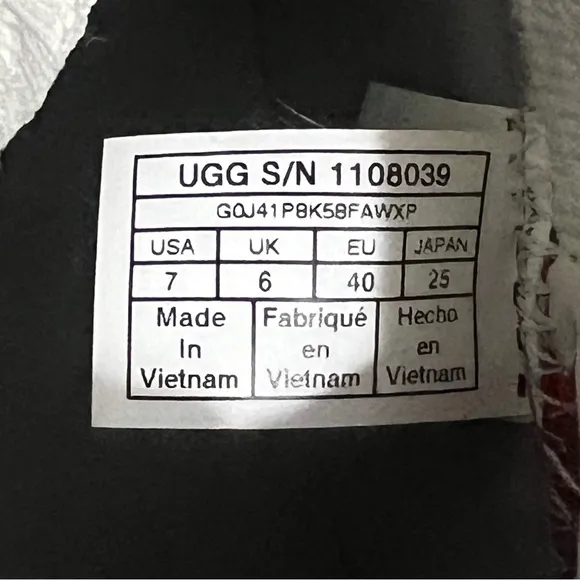 UGG S/N 1108039
G0J41P8K58FAWXP
USA UK EU JAPAN
7 6 40 25
Made Fabriqué Hecho
In en en
Vietnam Vietnam Vietnam